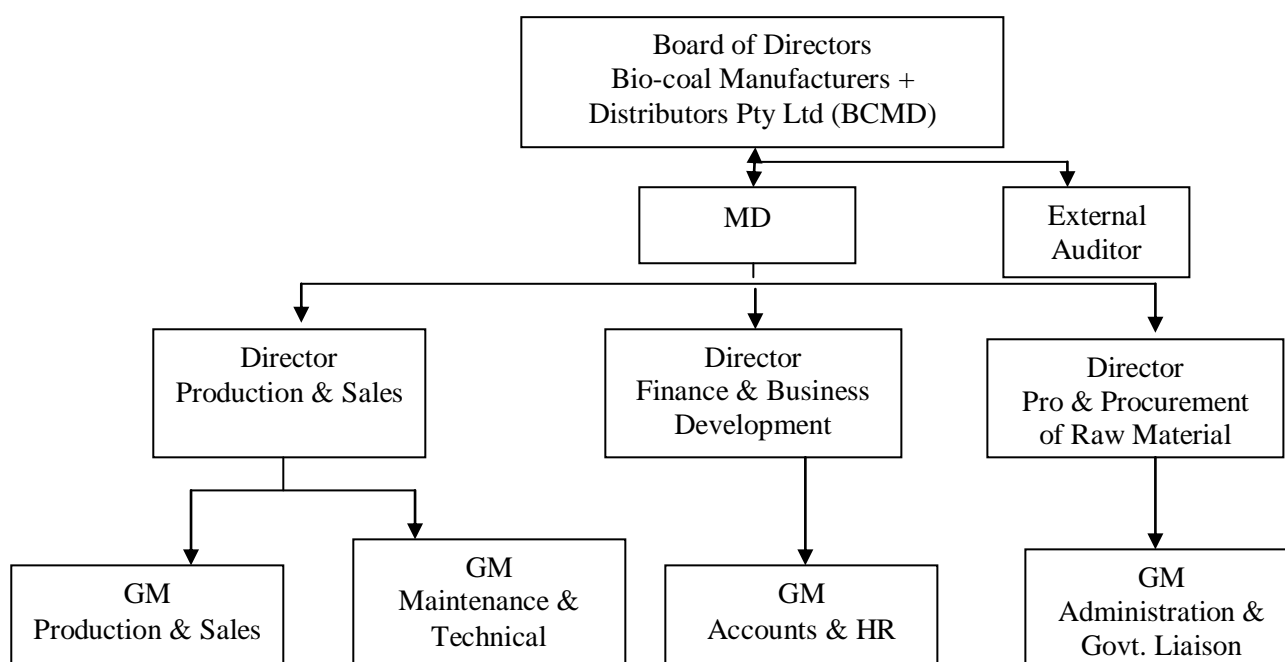 Board of Directors
Bio-coal Manufacturers +
Distributors Pty Ltd (BCMD)
MD
External
Auditor
Director
Production & Sales
Director
Finance & Business
Development
Director
Pro & Procurement
of Raw Material
GM
Production & Sales
GM
Maintenance &
Technical
GM
Accounts & HR
GM
Administration &
Govt. Liaison